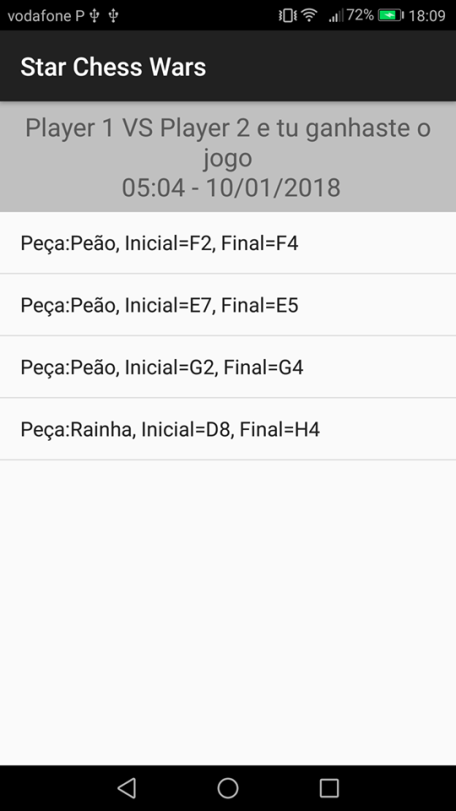 vodafone P 72% 18:09
Star Chess Wars
Player 1 VS Player 2 e tu ganhaste o
jogo
05:04 - 10/01/2018
Peça:Peão, Inicial=F2, Final=F4
Peça:Peão, Inicial=E7, Final=E5
Peça:Peão, Inicial=G2, Final=G4
Peça:Rainha, Inicial=D8, Final=H4